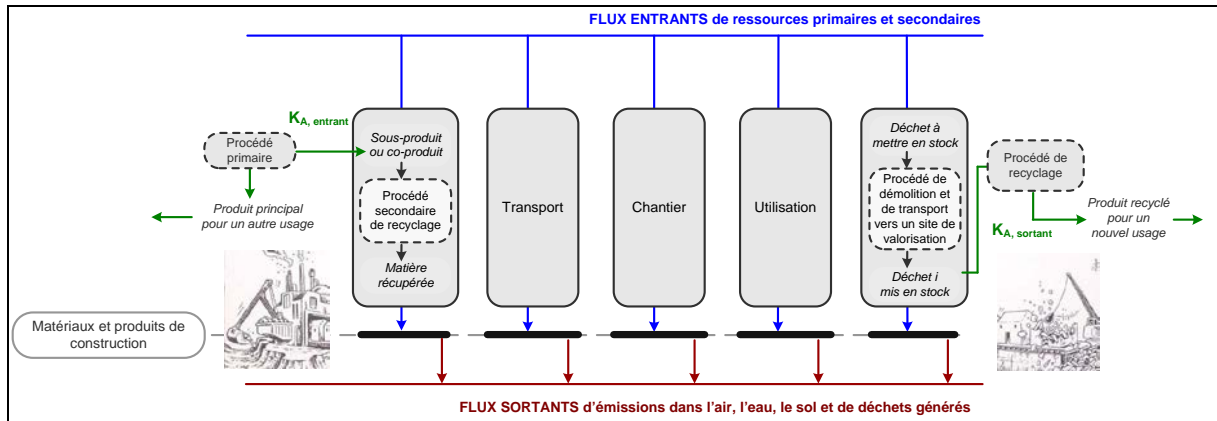 FLUX ENTRANTS de ressources primaires et secondaires
K A, entrant
Procédé
primaire
Produit principal
pour un autre usage
Sous-produit
ou co-produit
Procédé
secondaire
de recyclage
Matière
récupérée
Transport
Chantier
Utilisation
Déchet à
mettre en stock
Procédé de
démolition et
de transport
vers un site de
valorisation
Déchet i
mis en stock
Procédé de
recyclage
K A, sortant
Produit recyclé
pour un
nouvel usage
Matériaux et produits de
construction
FLUX SORTANTS d'émissions dans l'air, l'eau, le sol et de déchets générés